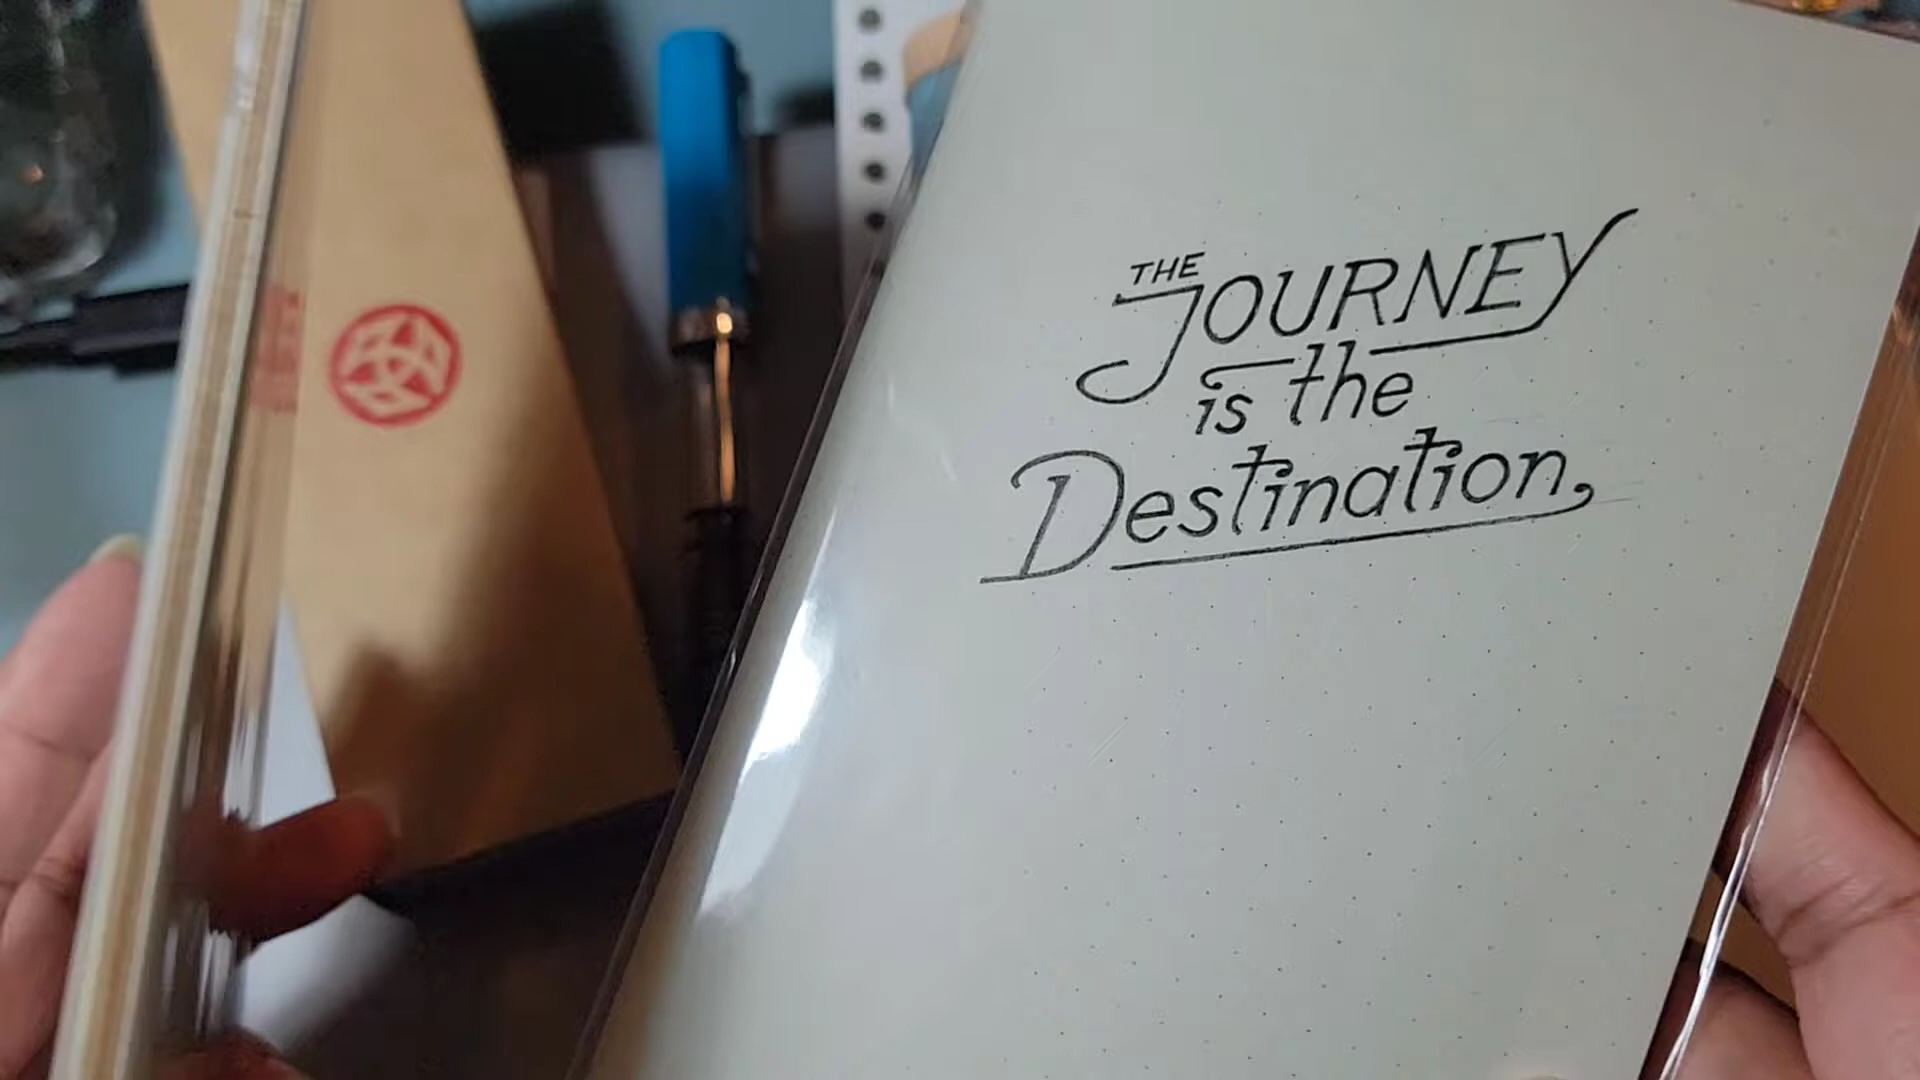 THE
JOURNEY
is the
Destination,